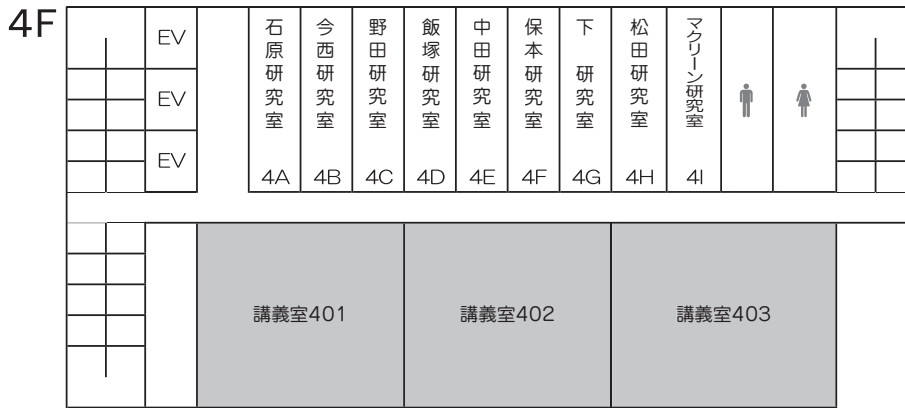 4F
EV
EV
EV
石原研究室
4A
今西研究室
4B
野田研究室
4C
飯塚研究室
4D
中田研究室
4E
保本研究室
4F
下 研究室
4G
松田研究室
4H
マクリーン研究室
4I
講義室401
講義室402
講義室403